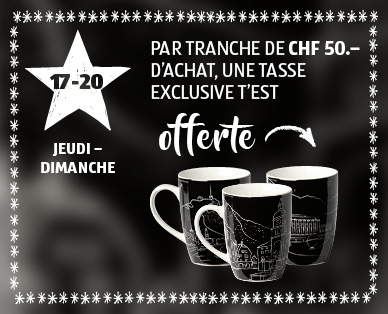 17-20
JEUDI –
DIMANCHE
PAR TRANCHE DE CHF 50.–
D'ACHAT, UNE TASSE
EXCLUSIVE T'EST
offerte